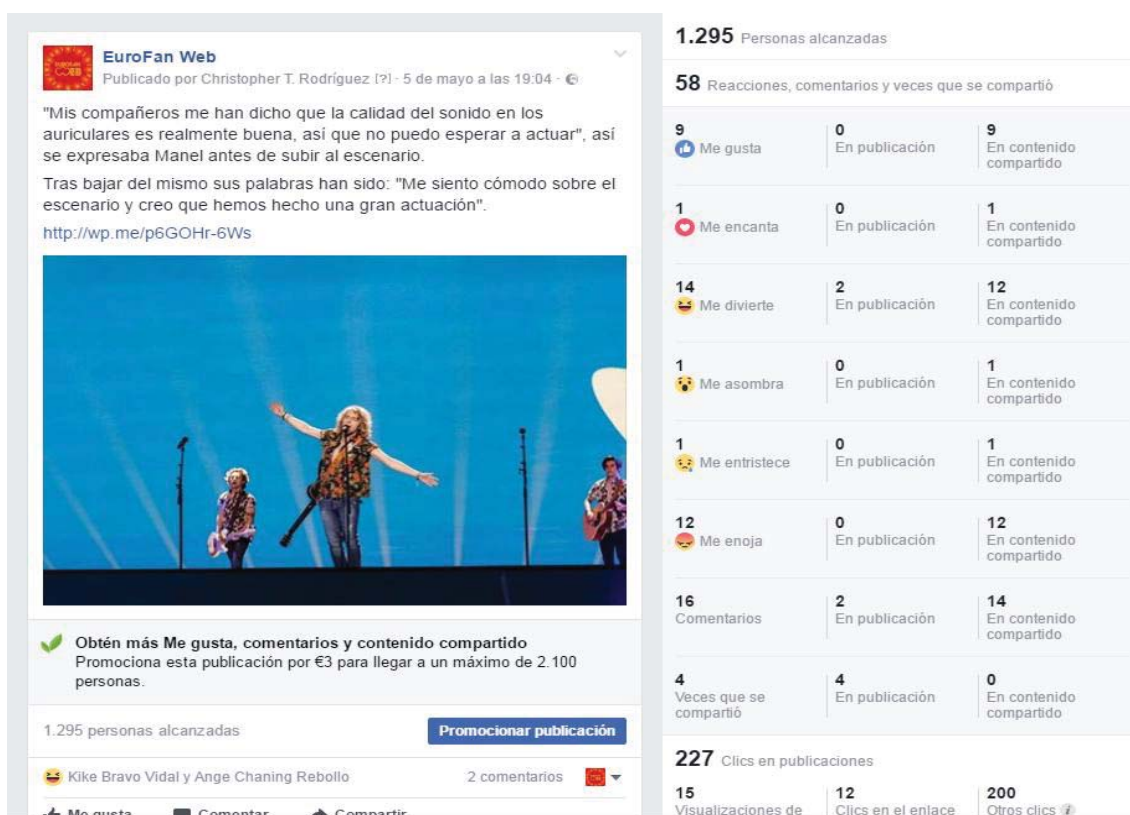 EuroFan Web
Publicado por Christopher T. Rodríguez [?] · 5 de mayo a las 19:04 ·
"Mis compañeros me han dicho que la calidad del sonido en los
auriculares es realmente buena, así que no puedo esperar a actuar", así
se expresaba Manel antes de subir al escenario.
Tras bajar del mismo sus palabras han sido: "Me siento cómodo sobre el
escenario y creo que hemos hecho una gran actuación".
http://wp.me/p6GOHr-6Ws
Obtén más Me gusta, comentarios y contenido compartido
Promociona esta publicación por €3 para llegar a un máximo de 2.100
personas.
1.295 personas alcanzadas
Promocionar publicación
Kike Bravo Vidal y Ange Chaning Rebollo
2 comentarios
Me gusta Comentar Compartir
1.295 Personas alcanzadas
58 Reacciones, comentarios y veces que se compartió
9
Me gusta
0
En publicación
9
En contenido
compartido
1
Me encanta
0
En publicación
1
En contenido
compartido
14
Me divierte
2
En publicación
12
En contenido
compartido
1
Me asombra
0
En publicación
1
En contenido
compartido
1
Me entristece
0
En publicación
1
En contenido
compartido
12
Me enoja
0
En publicación
12
En contenido
compartido
16
Comentarios
2
En publicación
14
En contenido
compartido
4
Veces que se
compartió
4
En publicación
0
En contenido
compartido
227 Clics en publicaciones
15
Visualizaciones de
12
Clics en el enlace
200
Otros clics i